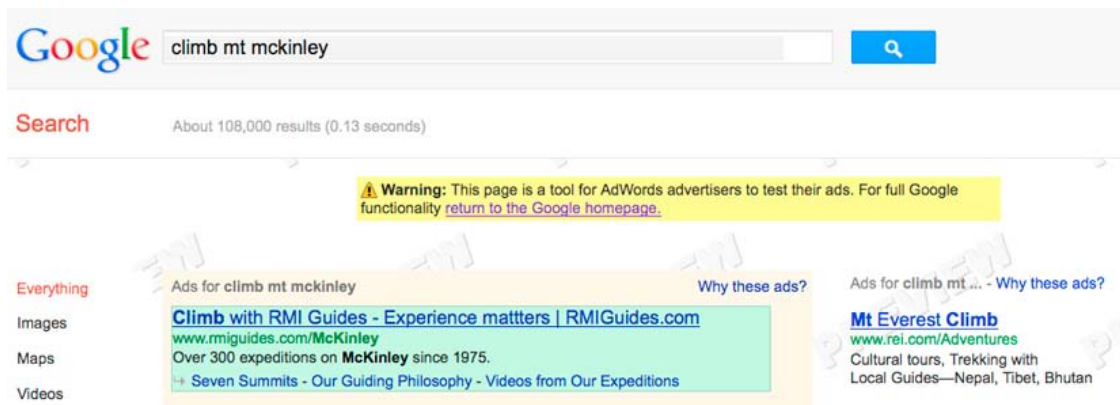 Google climb mt mckinley
Search About 108,000 results (0.13 seconds)
Warning: This page is a tool for AdWords advertisers to test their ads. For full Google
functionality return to the Google homepage.
Everything
Images
Maps
Videos
Ads for climb mt mckinley Why these ads?
Climb with RMI Guides - Experience mattters | RMIGuides.com
www.rmiguides.com/McKinley
Over 300 expeditions on McKinley since 1975.
Seven Summits - Our Guiding Philosophy - Videos from Our Expeditions
Ads for climb mt ... - Why these ads?
Mt Everest Climb
www.rei.com/Adventures
Cultural tours, Trekking with
Local Guides—Nepal, Tibet, Bhutan